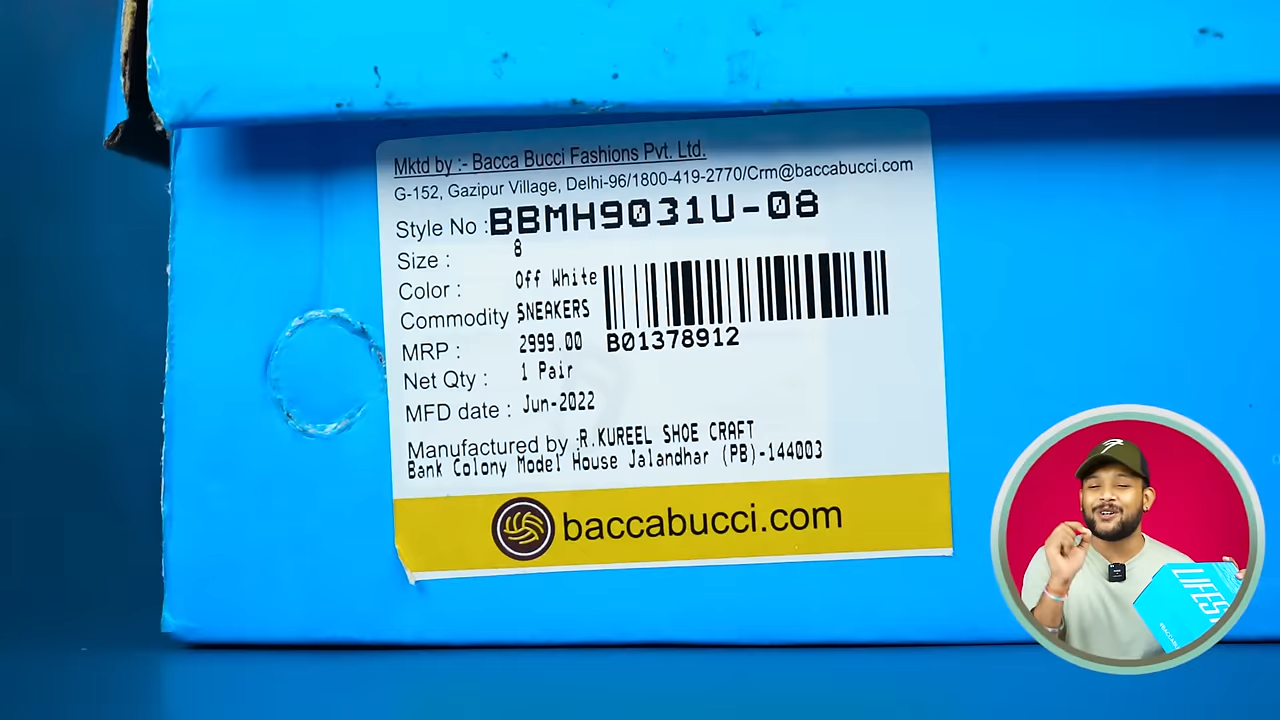 Mktd by :- Bacca Bucci Fashions Pvt. Ltd.
G-152, Gazipur Village, Delhi-96/1800-419-2770/Crm@baccabucci.com
Style No :BBMH9031U-08
Size : 8
Color : Off White
Commodity SNEAKERS
MRP : 2999.00
B01378912
Net Qty : 1 Pair
MFD date : Jun-2022
Manufactured by :R.KUREEL SHOE CRAFT
Bank Colony Model House Jalandhar (PB)-144003
baccabucci.com
LIFES